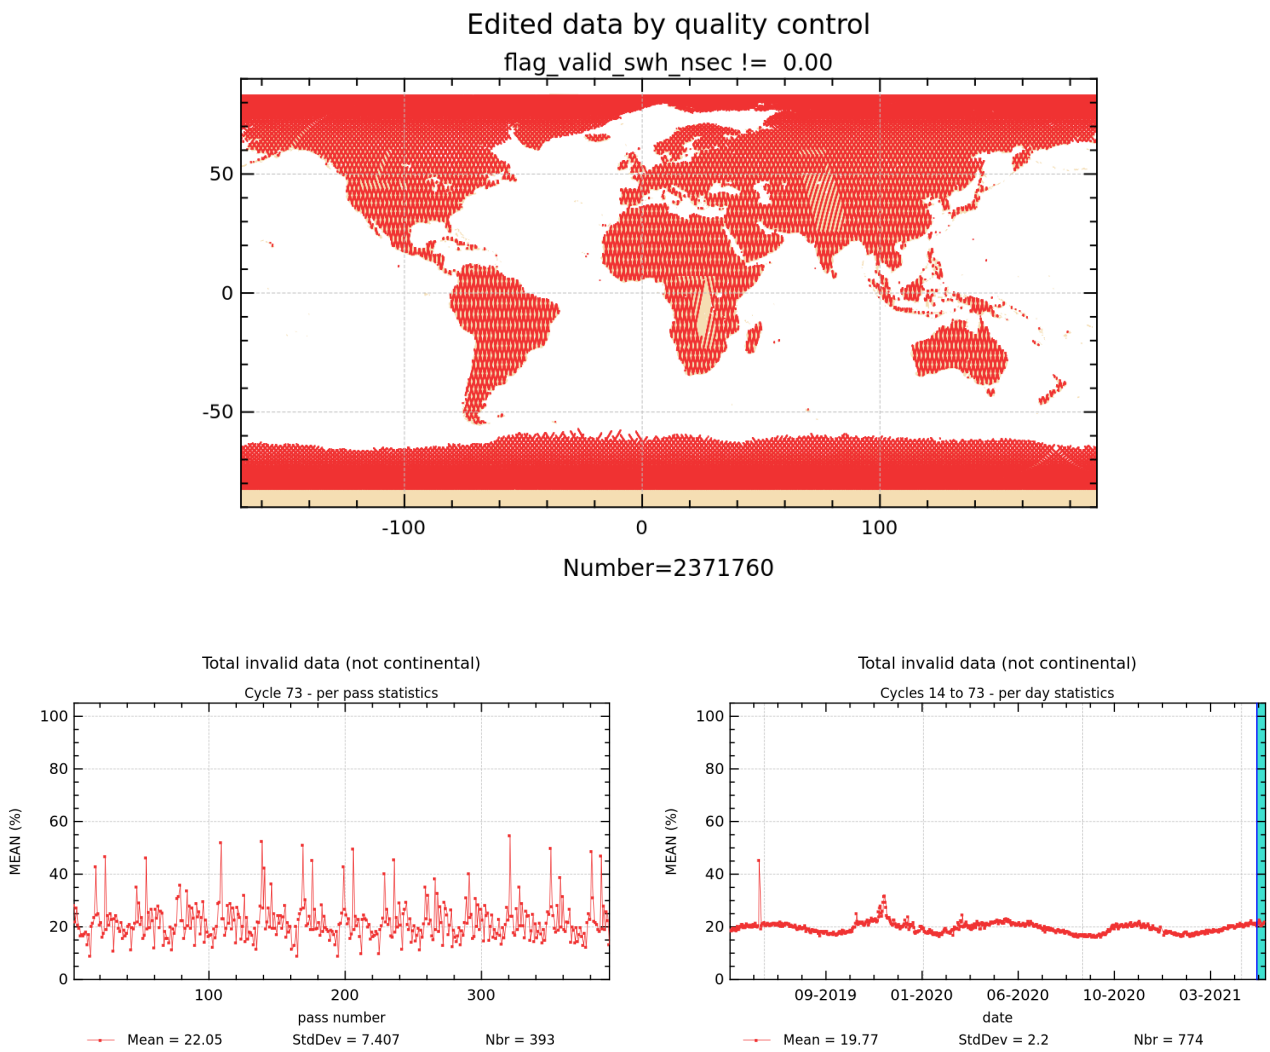 Edited data by quality control
flag_valid_swh_nsec != 0.00
50
0
-50
-100 0 100
Number=2371760
Total invalid data (not continental)
Cycle 73 - per pass statistics
MEAN (%)
100
80
60
40
20
0
100 200 300
pass number
Mean = 22.05 StdDev = 7.407 Nbr = 393
Total invalid data (not continental)
Cycles 14 to 73 - per day statistics
MEAN (%)
100
80
60
40
20
0
09-2019 01-2020 06-2020 10-2020 03-2021
date
Mean = 19.77 StdDev = 2.2 Nbr = 774